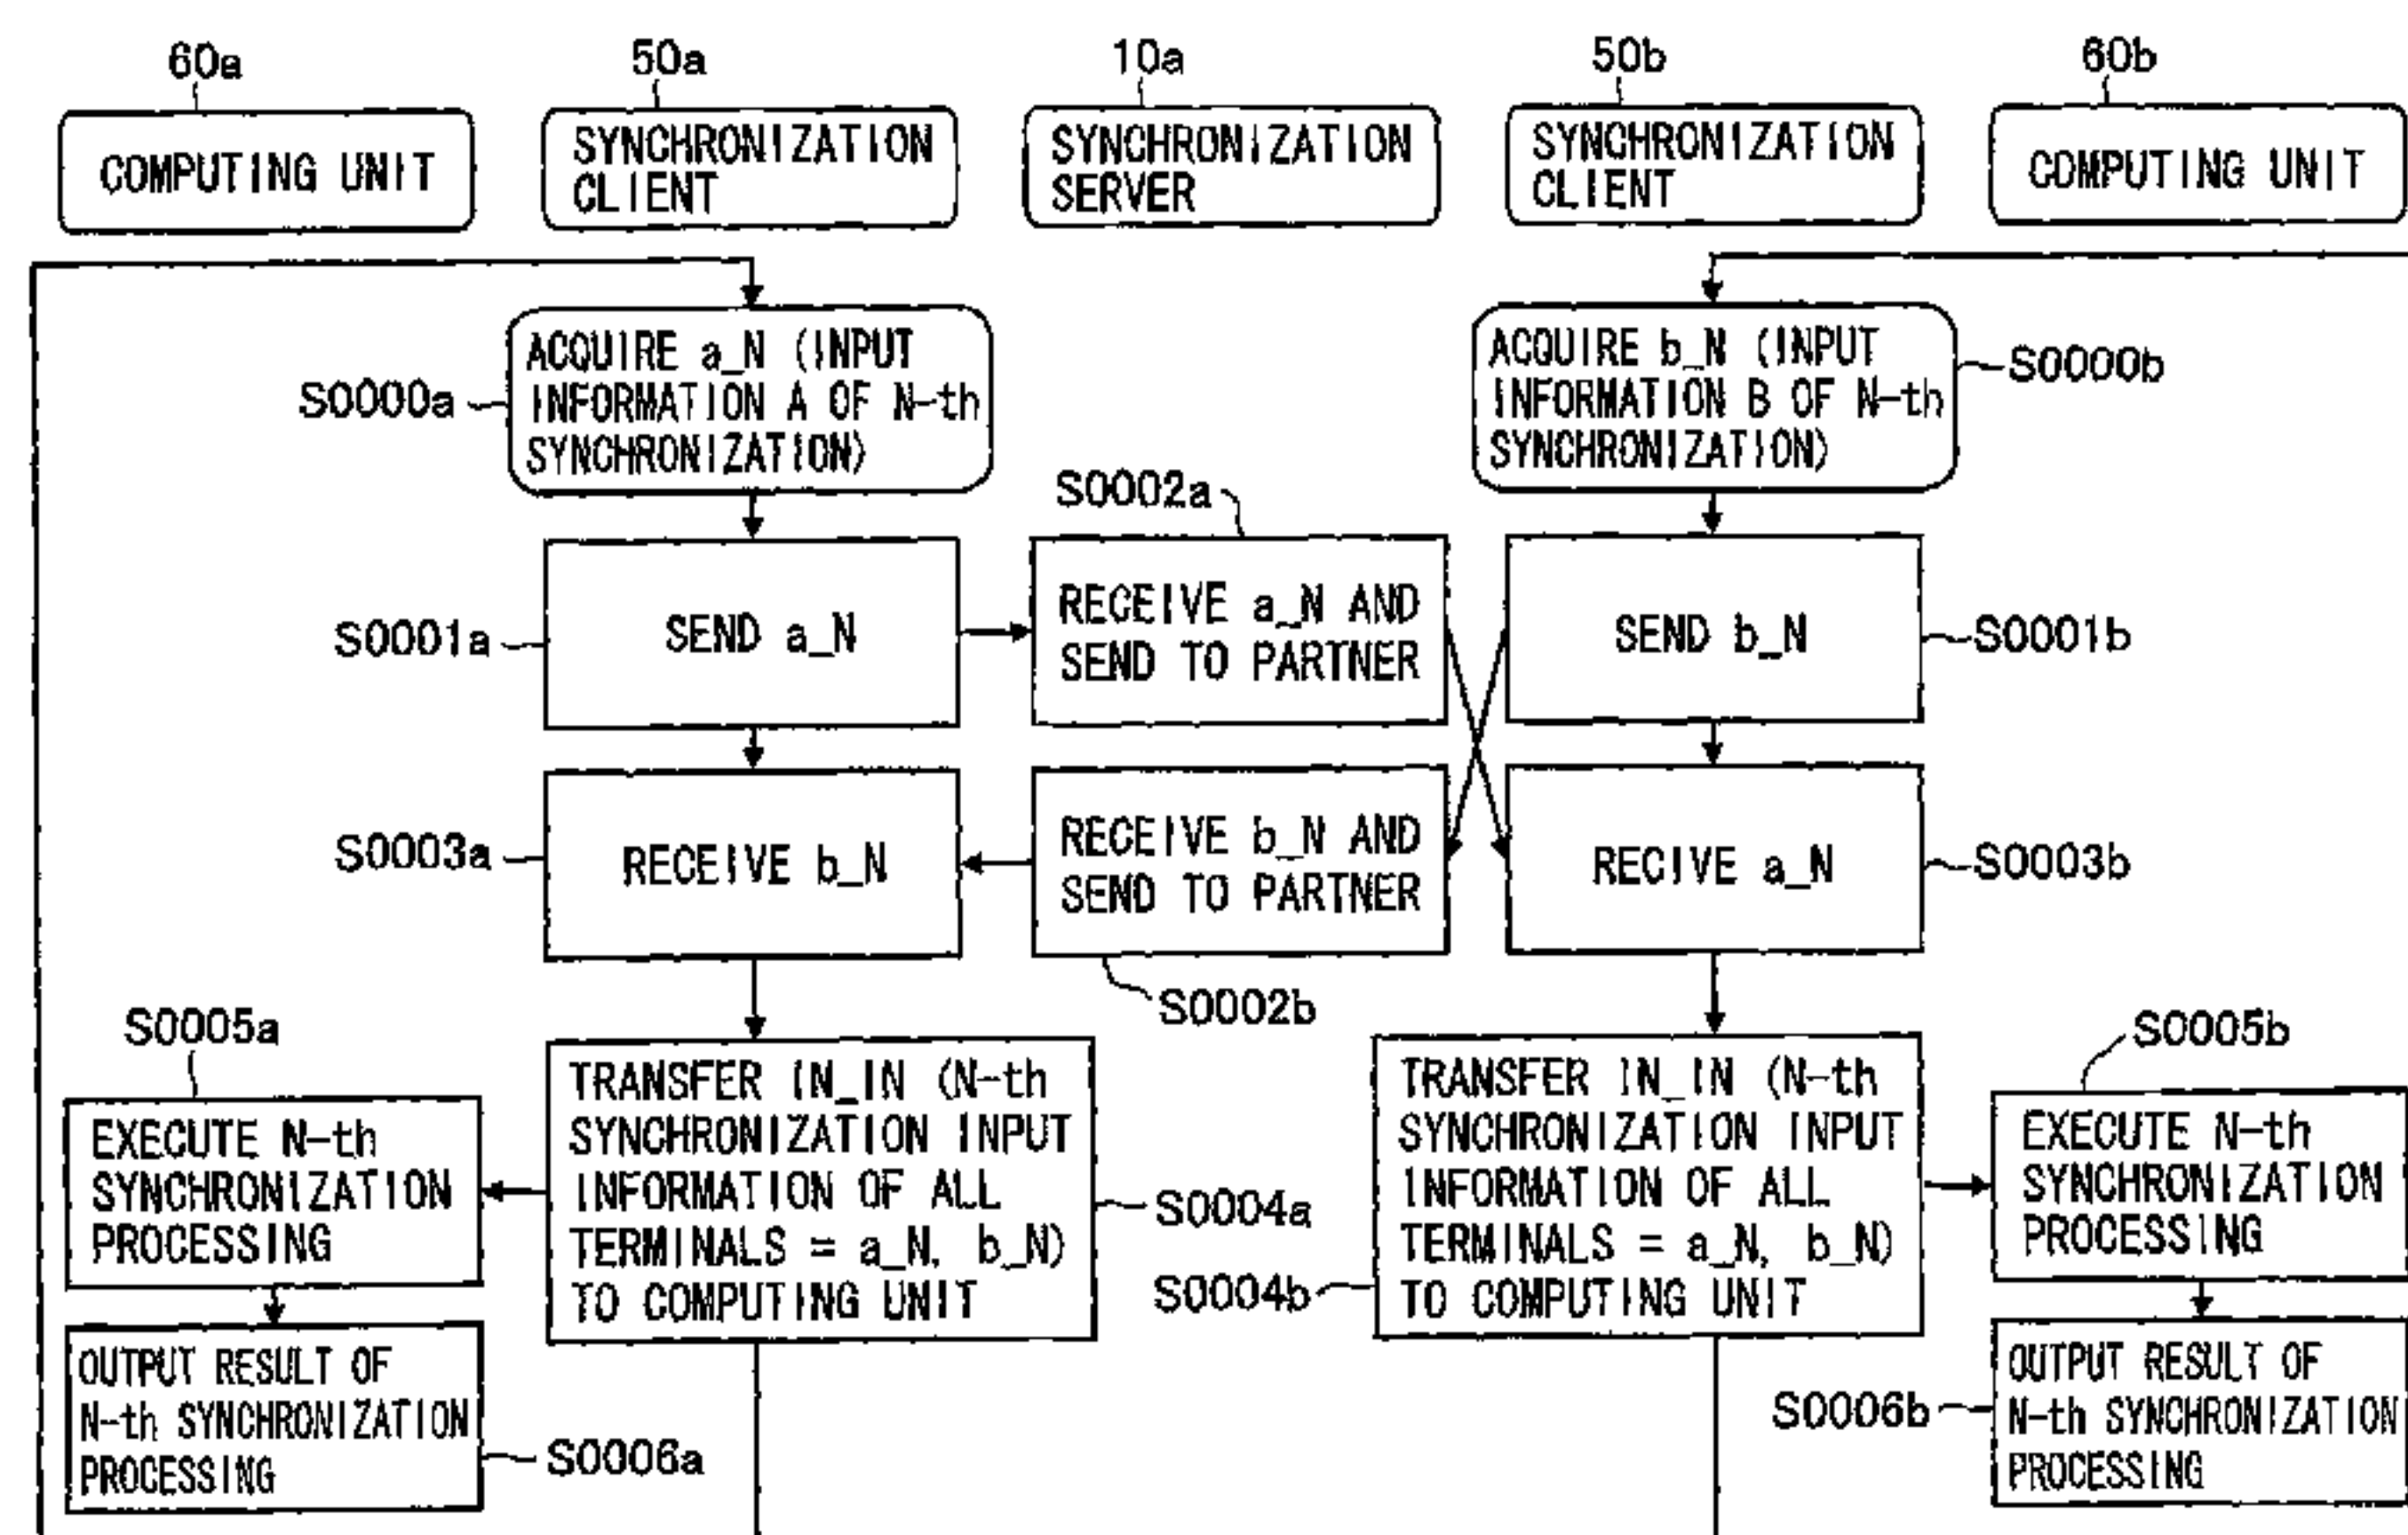 60a
50a
10a
50b
60b
COMPUTING UNIT
SYNCHRONIZATION
CLIENT
SYNCHRONIZATION
SERVER
SYNCHRONIZATION
CLIENT
COMPUTING UNIT
ACQUIRE a_N (INPUT
INFORMATION A OF N-th
SYNCHRONIZATION)
S0000a
ACQUIRE b_N (INPUT
INFORMATION B OF N-th
SYNCHRONIZATION)
S0000b
S0002a
S0001a
SEND a_N
RECEIVE a_N AND
SEND TO PARTNER
SEND b_N
S0001b
S0003a
RECEIVE b_N
RECEIVE b_N AND
SEND TO PARTNER
RECIVE a_N
S0003b
S0002b
S0005a
S0005b
EXECUTE N-th
SYNCHRONIZATION
PROCESSING
TRANSFER IN_IN (N-th
SYNCHRONIZATION INPUT
INFORMATION OF ALL
TERMINALS = a_N, b_N)
TO COMPUTING UNIT
S0004a
S0004b
TRANSFER IN_IN (N-th
SYNCHRONIZATION INPUT
INFORMATION OF ALL
TERMINALS = a_N, b_N)
TO COMPUTING UNIT
EXECUTE N-th
SYNCHRONIZATION
PROCESSING
OUTPUT RESULT OF
N-th SYNCHRONIZATION
PROCESSING
S0006a
S0006b
OUTPUT RESULT OF
N-th SYNCHRONIZATION
PROCESSING